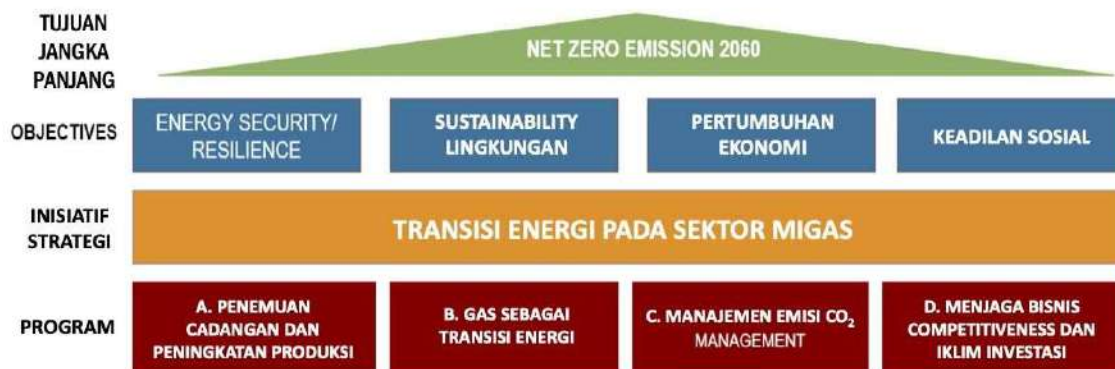 TUJUAN
JANGKA
PANJANG
NET ZERO EMISSION 2060
OBJECTIVES
ENERGY SECURITY/
RESILIENCE
SUSTAINABILITY
LINGKUNGAN
PERTUMBUHAN
EKONOMI
KEADILAN SOSIAL
INISIATIF
STRATEGI
TRANSISI ENERGI PADA SEKTOR MIGAS
PROGRAM
A. PENEMUAN
CADANGAN DAN
PENINGKATAN PRODUKSI
B. GAS SEBAGAI
TRANSISI ENERGI
C. MANAJEMEN EMISI CO₂
MANAGEMENT
D. MENJAGA BISNIS
COMPETITIVENESS DAN
IKLIM INVESTASI